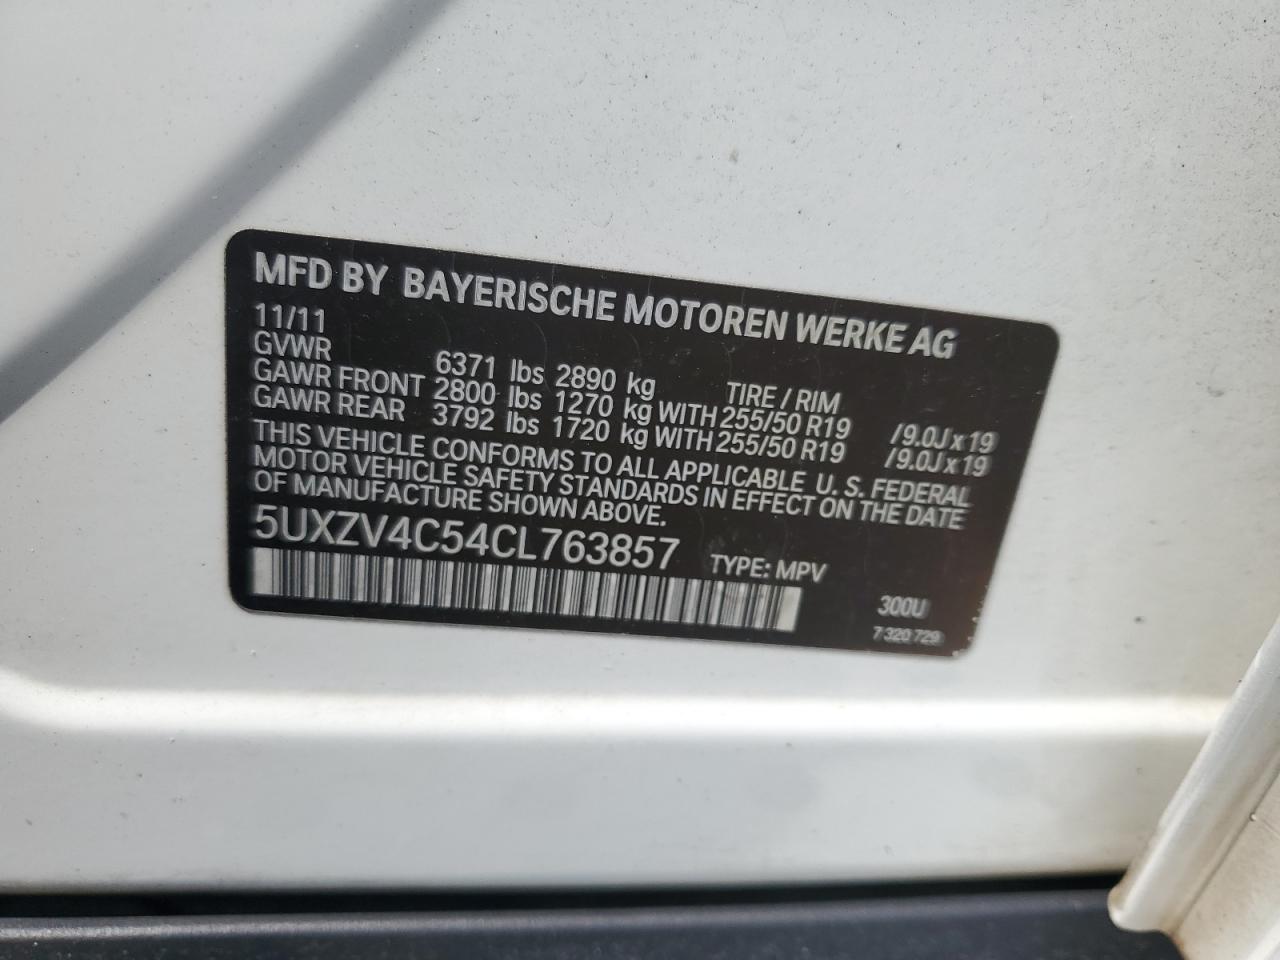 MFD BY BAYERISCHE MOTOREN WERKE AG
11/11
GVWR 6371 lbs 2890 kg TIRE / RIM
GAWR FRONT 2800 lbs 1270 kg WITH 255/50 R19 /9.0J x 19
GAWR REAR 3792 lbs 1720 kg WITH 255/50 R19 /9.0J x 19
THIS VEHICLE CONFORMS TO ALL APPLICABLE U. S. FEDERAL
MOTOR VEHICLE SAFETY STANDARDS IN EFFECT ON THE DATE
OF MANUFACTURE SHOWN ABOVE.
5UXZV4C54CL763857 TYPE: MPV
300U
7 320 729